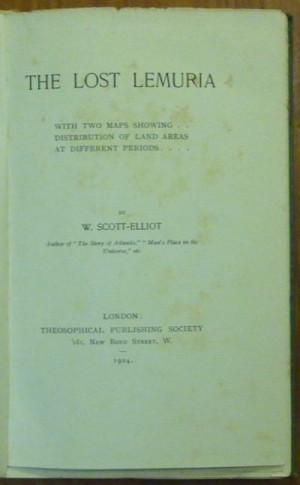 THE LOST LEMURIA
WITH TWO MAPS SHOWING . .
DISTRIBUTION OF LAND AREAS
AT DIFFERENT PERIODS. . . .
BY
W. SCOTT-ELLIOT
Author of "The Story of Atlantis," "Man's Place in the
Universe," etc.
LONDON:
THEOSOPHICAL PUBLISHING SOCIETY
161, NEW BOND STREET, W.
—
1904.